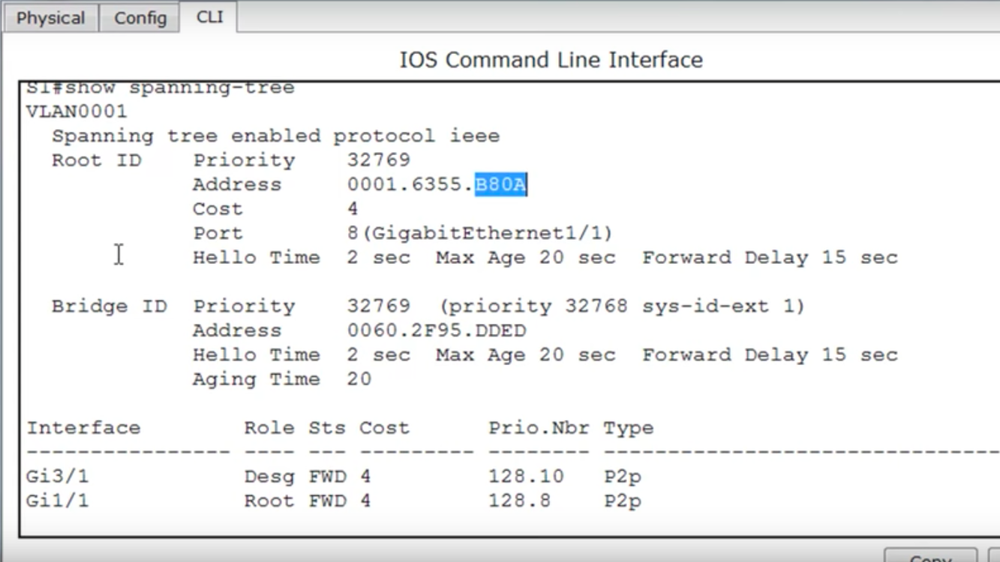 Physical Config CLI
IOS Command Line Interface
S1#show spanning-tree
VLAN0001
Spanning tree enabled protocol ieee
Root ID Priority 32769
Address 0001.6355.B80A
Cost 4
Port 8(GigabitEthernet1/1)
Hello Time 2 sec Max Age 20 sec Forward Delay 15 sec
Bridge ID Priority 32769 (priority 32768 sys-id-ext 1)
Address 0060.2F95.DDED
Hello Time 2 sec Max Age 20 sec Forward Delay 15 sec
Aging Time 20
Interface Role Sts Cost Prio.Nbr Type
---------------- ---- --- --------- -------- --------------------------------
Gi3/1 Desg FWD 4 128.10 P2p
Gi1/1 Root FWD 4 128.8 P2p
Copy